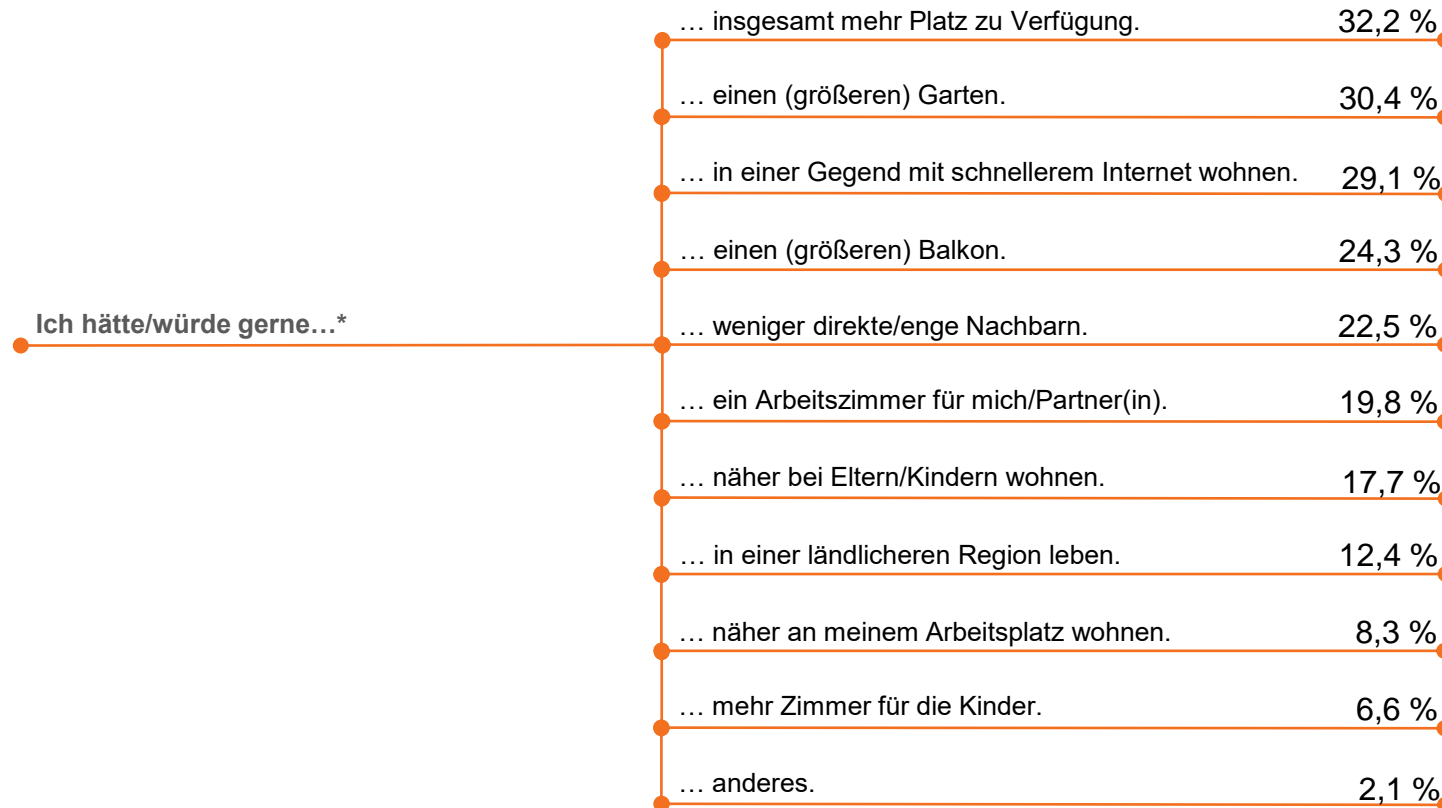 … insgesamt mehr Platz zu Verfügung. 32,2 %
… einen (größeren) Garten. 30,4 %
… in einer Gegend mit schnellerem Internet wohnen. 29,1 %
… einen (größeren) Balkon. 24,3 %
Ich hätte/würde gerne…*
… weniger direkte/enge Nachbarn. 22,5 %
… ein Arbeitszimmer für mich/Partner(in). 19,8 %
… näher bei Eltern/Kindern wohnen. 17,7 %
… in einer ländlicheren Region leben. 12,4 %
… näher an meinem Arbeitsplatz wohnen. 8,3 %
… mehr Zimmer für die Kinder. 6,6 %
… anderes. 2,1 %